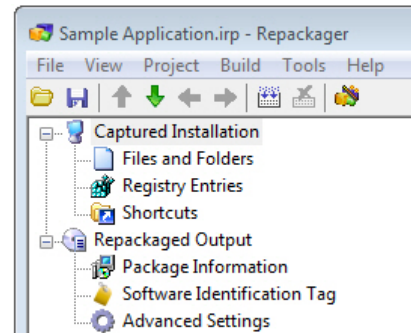 Sample Application.irp - Repackager
File View Project Build Tools Help
Captured Installation
Files and Folders
Registry Entries
Shortcuts
Repackaged Output
Package Information
Software Identification Tag
Advanced Settings